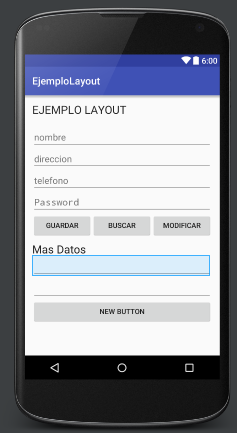 6:00
EjemploLayout
EJEMPLO LAYOUT
nombre
direccion
telefono
Password
GUARDAR BUSCAR MODIFICAR
Mas Datos
NEW BUTTON